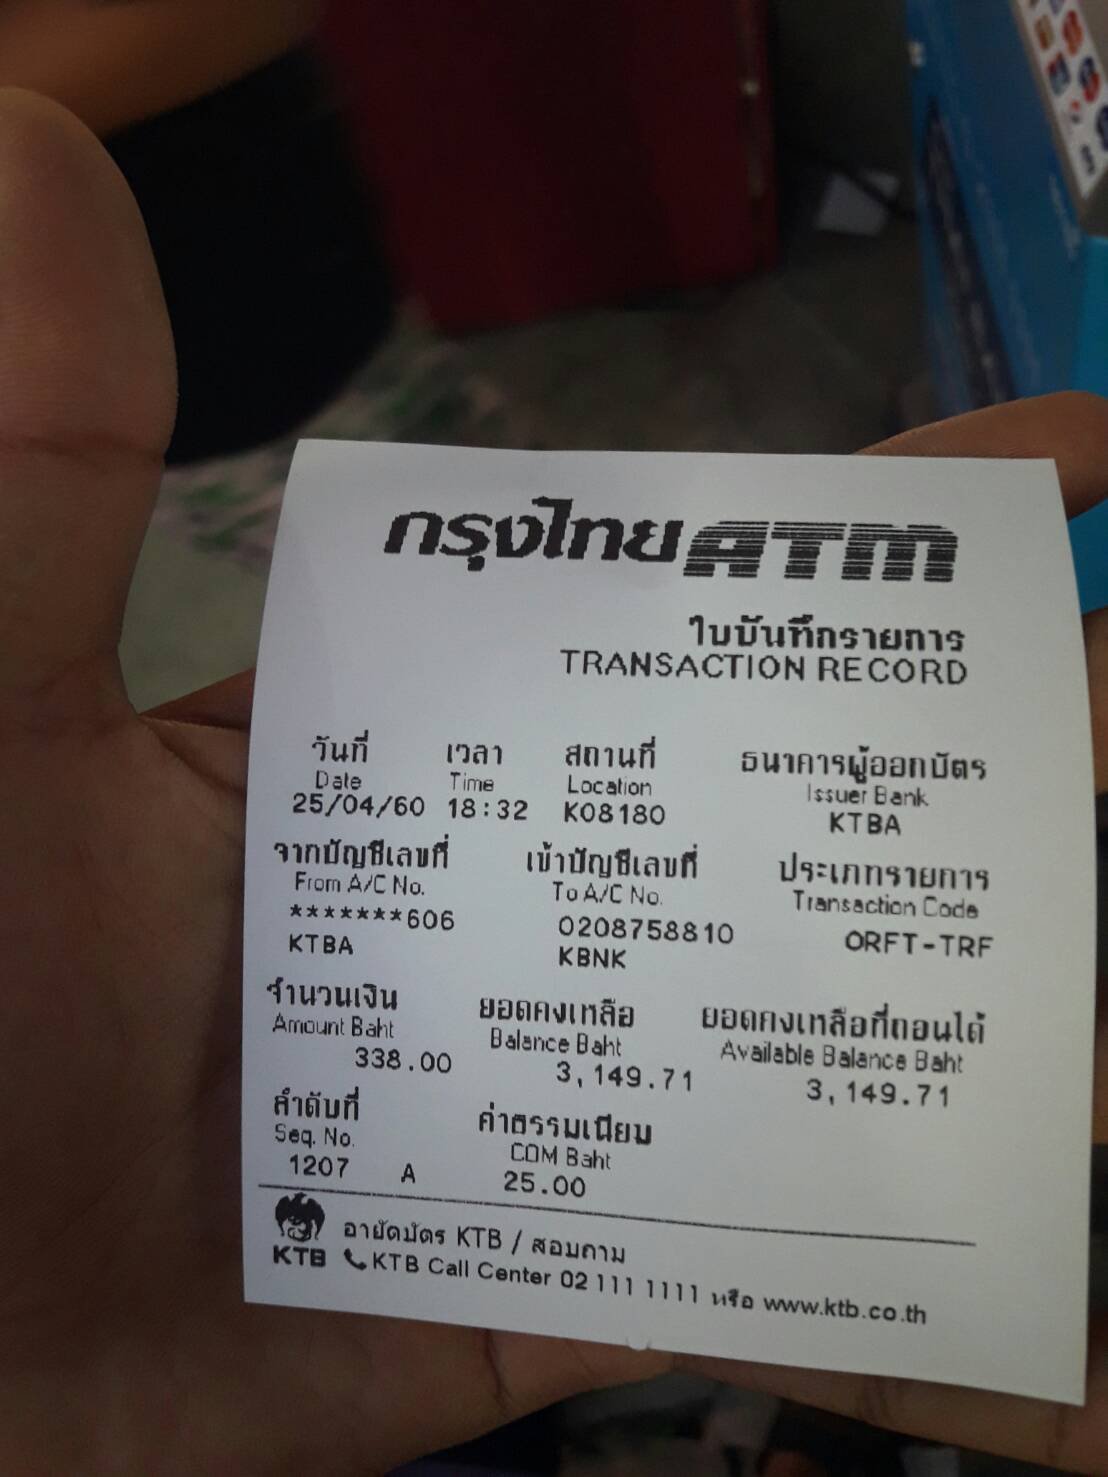 กรุงไทย ATM
ใบบันทึกรายการ
TRANSACTION RECORD
วันที่ เวลา สถานที่ ธนาคารผู้ออกบัตร
Date Time Location Issuer Bank
25/04/60 18:32 K08180 KTBA
จากบัญชีเลขที่ เข้าบัญชีเลขที่ ประเภทรายการ
From A/C No. To A/C No. Transaction Code
*******606 0208758810 ORFT-TRF
KTBA KBNK
จำนวนเงิน ยอดคงเหลือ ยอดคงเหลือที่ถอนได้
Amount Baht Balance Baht Available Balance Baht
338.00 3,149.71 3,149.71
ลำดับที่ ค่าธรรมเนียม
Seq. No. COM Baht
1207 A 25.00
อายัดบัตร KTB / สอบถาม
KTB KTB Call Center 02 111 1111 หรือ www.ktb.co.th